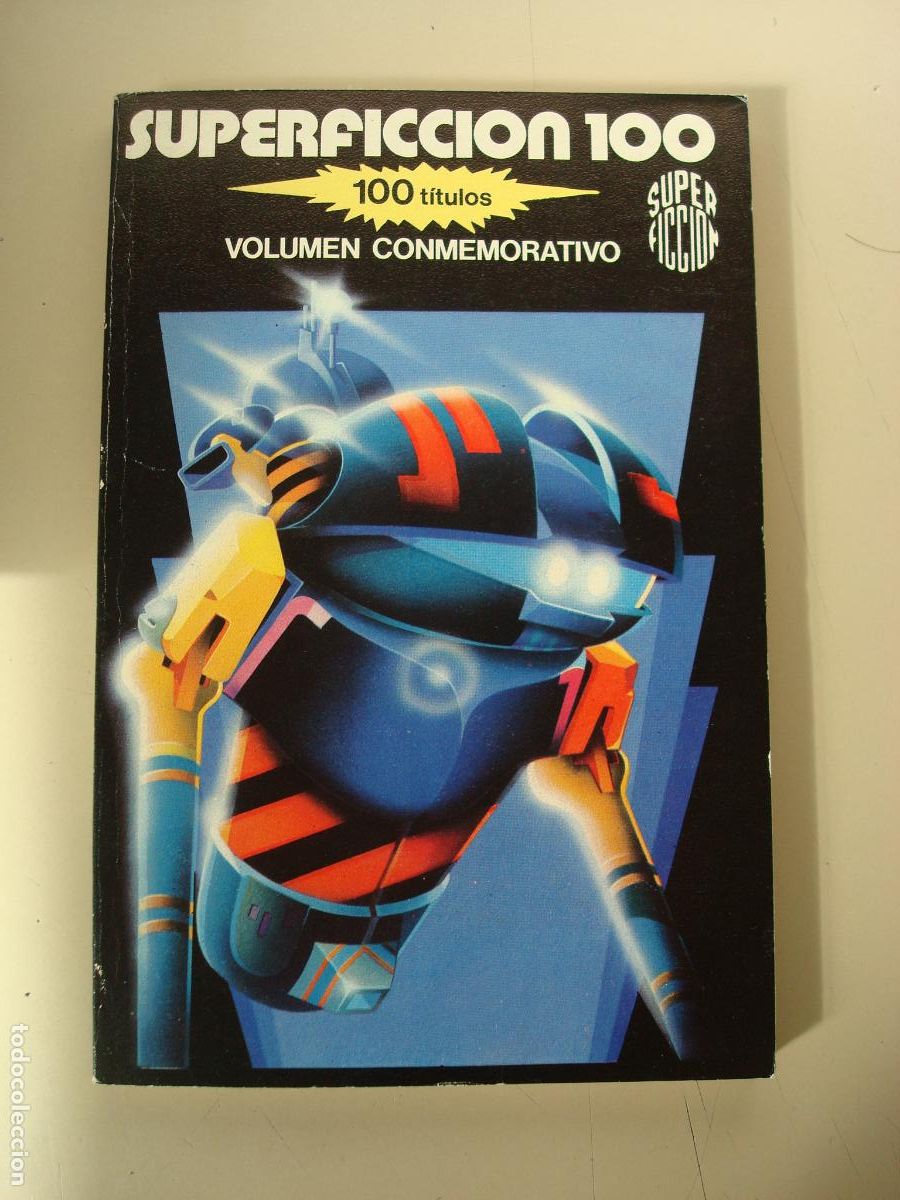 SUPERFICCION 100
100 títulos
VOLUMEN CONMEMORATIVO
SUPER
FICCION
todocoleccion